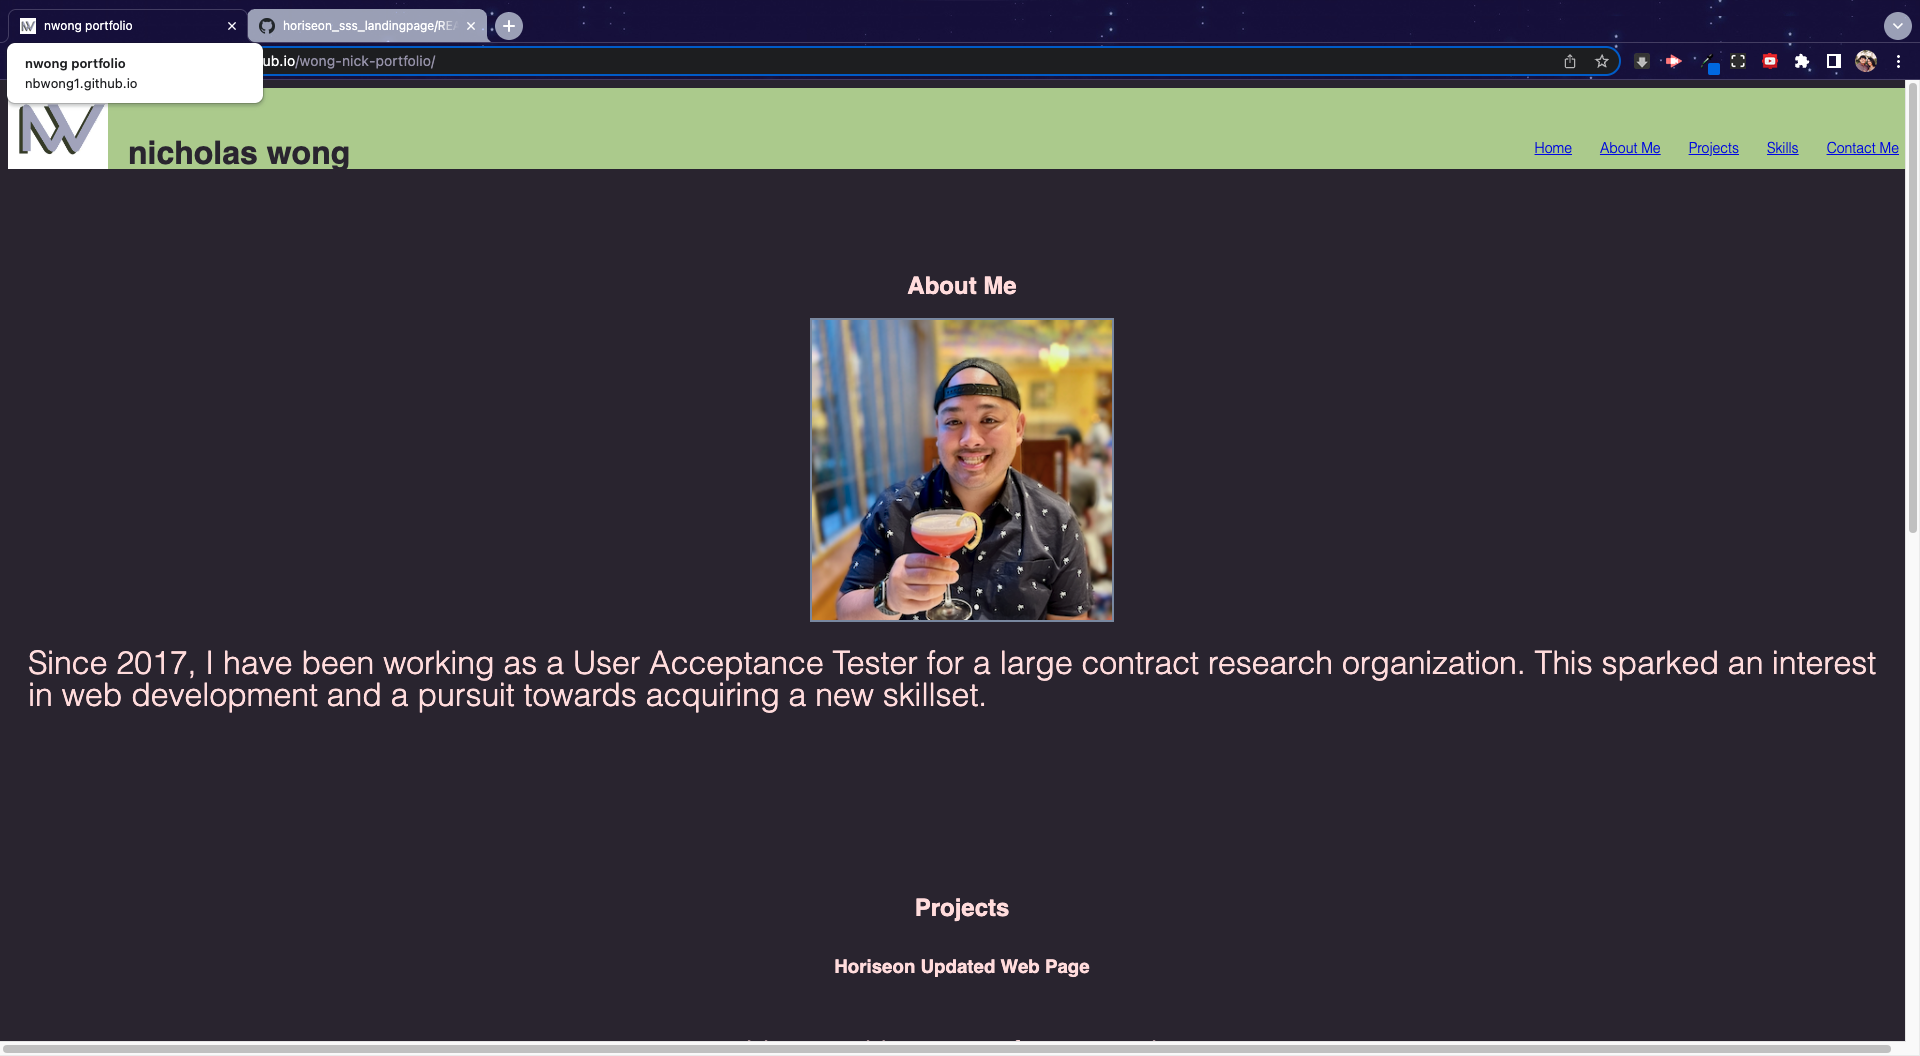 nwong portfolio
horiseon_sss_landingpage/REA
nwong portfolio
nbwong1.github.io
ub.io/wong-nick-portfolio/
NW
nicholas wong
Home About Me Projects Skills Contact Me
About Me
Since 2017, I have been working as a User Acceptance Tester for a large contract research organization. This sparked an interest
in web development and a pursuit towards acquiring a new skillset.
Projects
Horiseon Updated Web Page